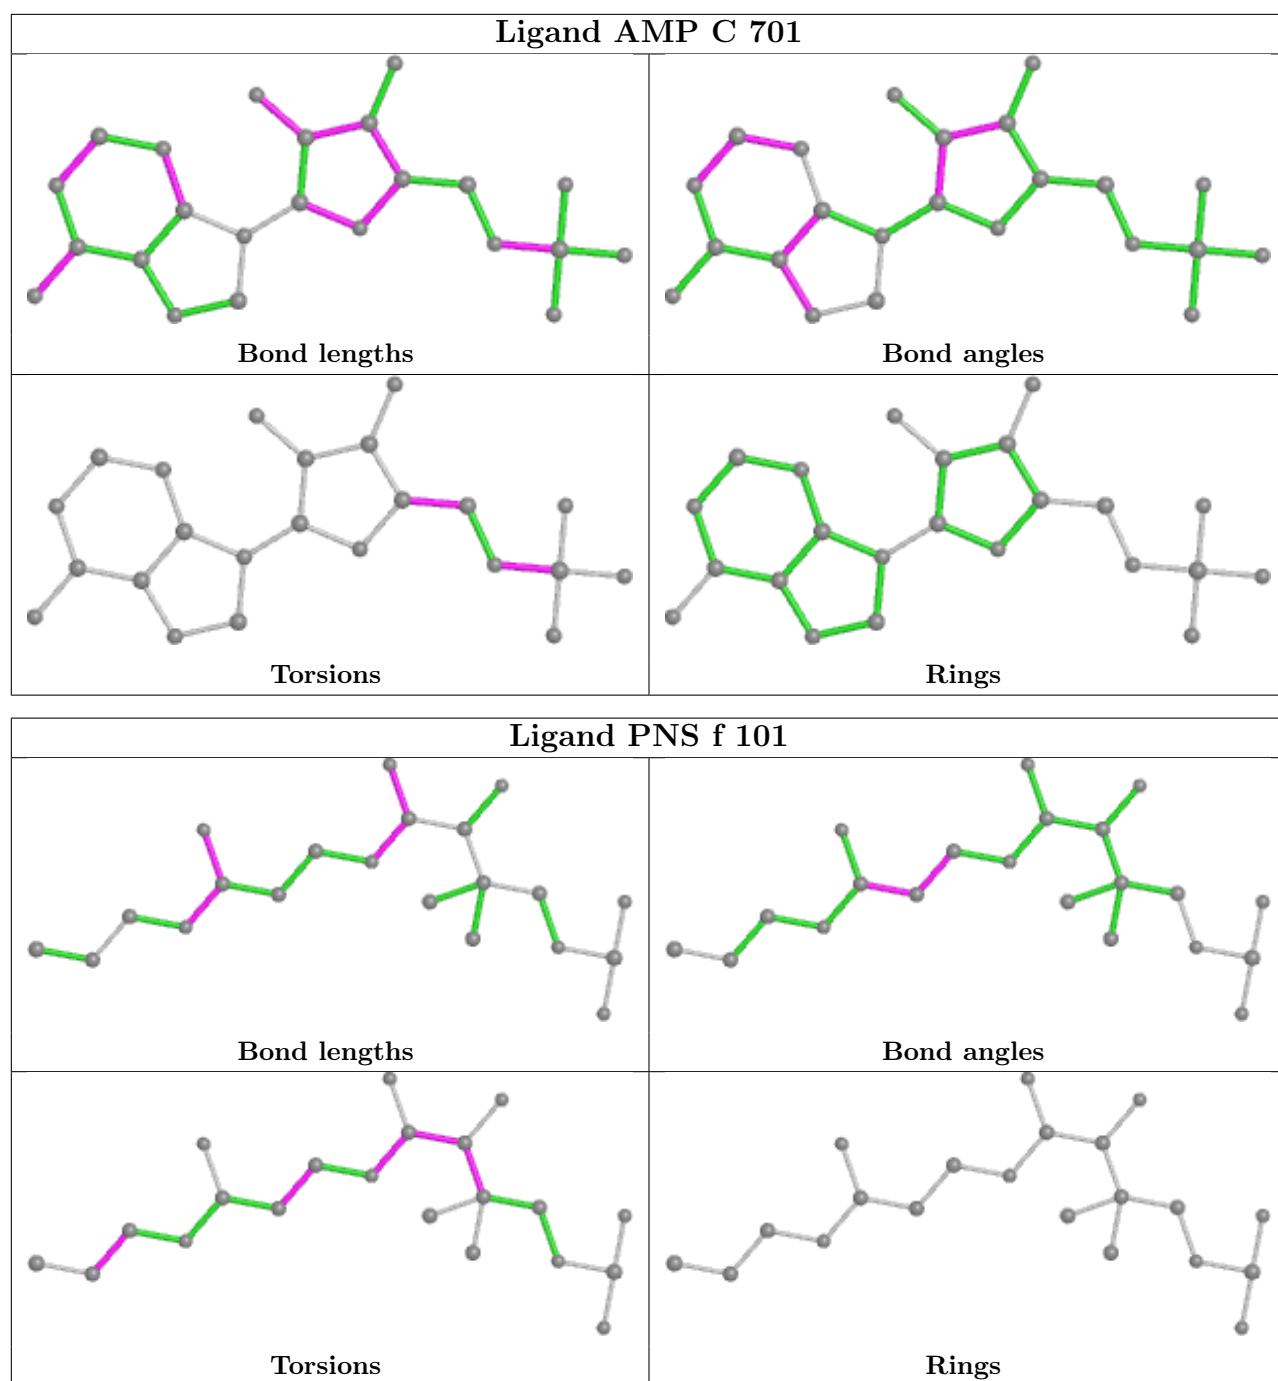 Ligand AMP C 701
Bond lengths
Bond angles
Torsions
Rings
Ligand PNS f 101
Bond lengths
Bond angles
Torsions
Rings